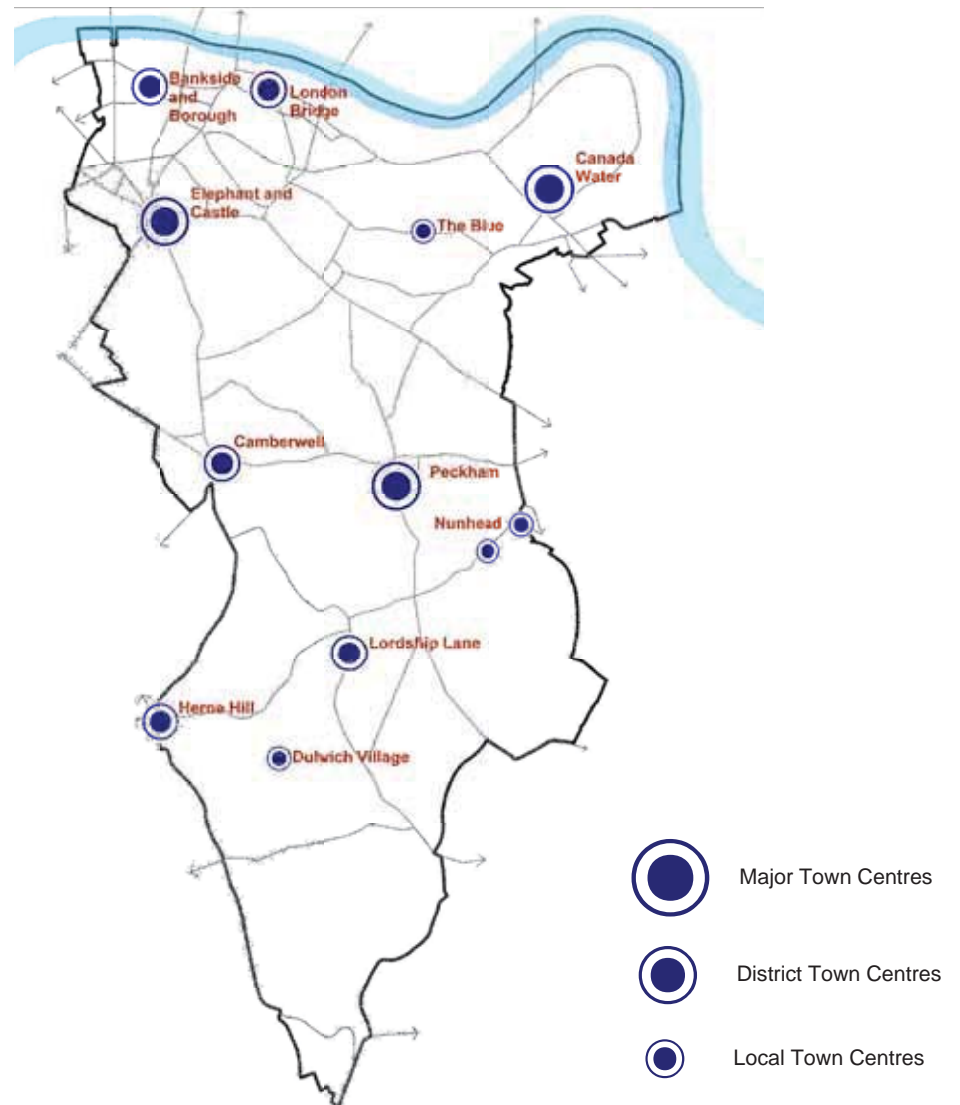 Bankside
and
Borough
London
Bridge
Canada
Water
Elephant and
Castle
The Blue
Camberwell
Peckham
Nunhead
Lordship Lane
Herne Hill
Dulwich Village
Major Town Centres
District Town Centres
Local Town Centres